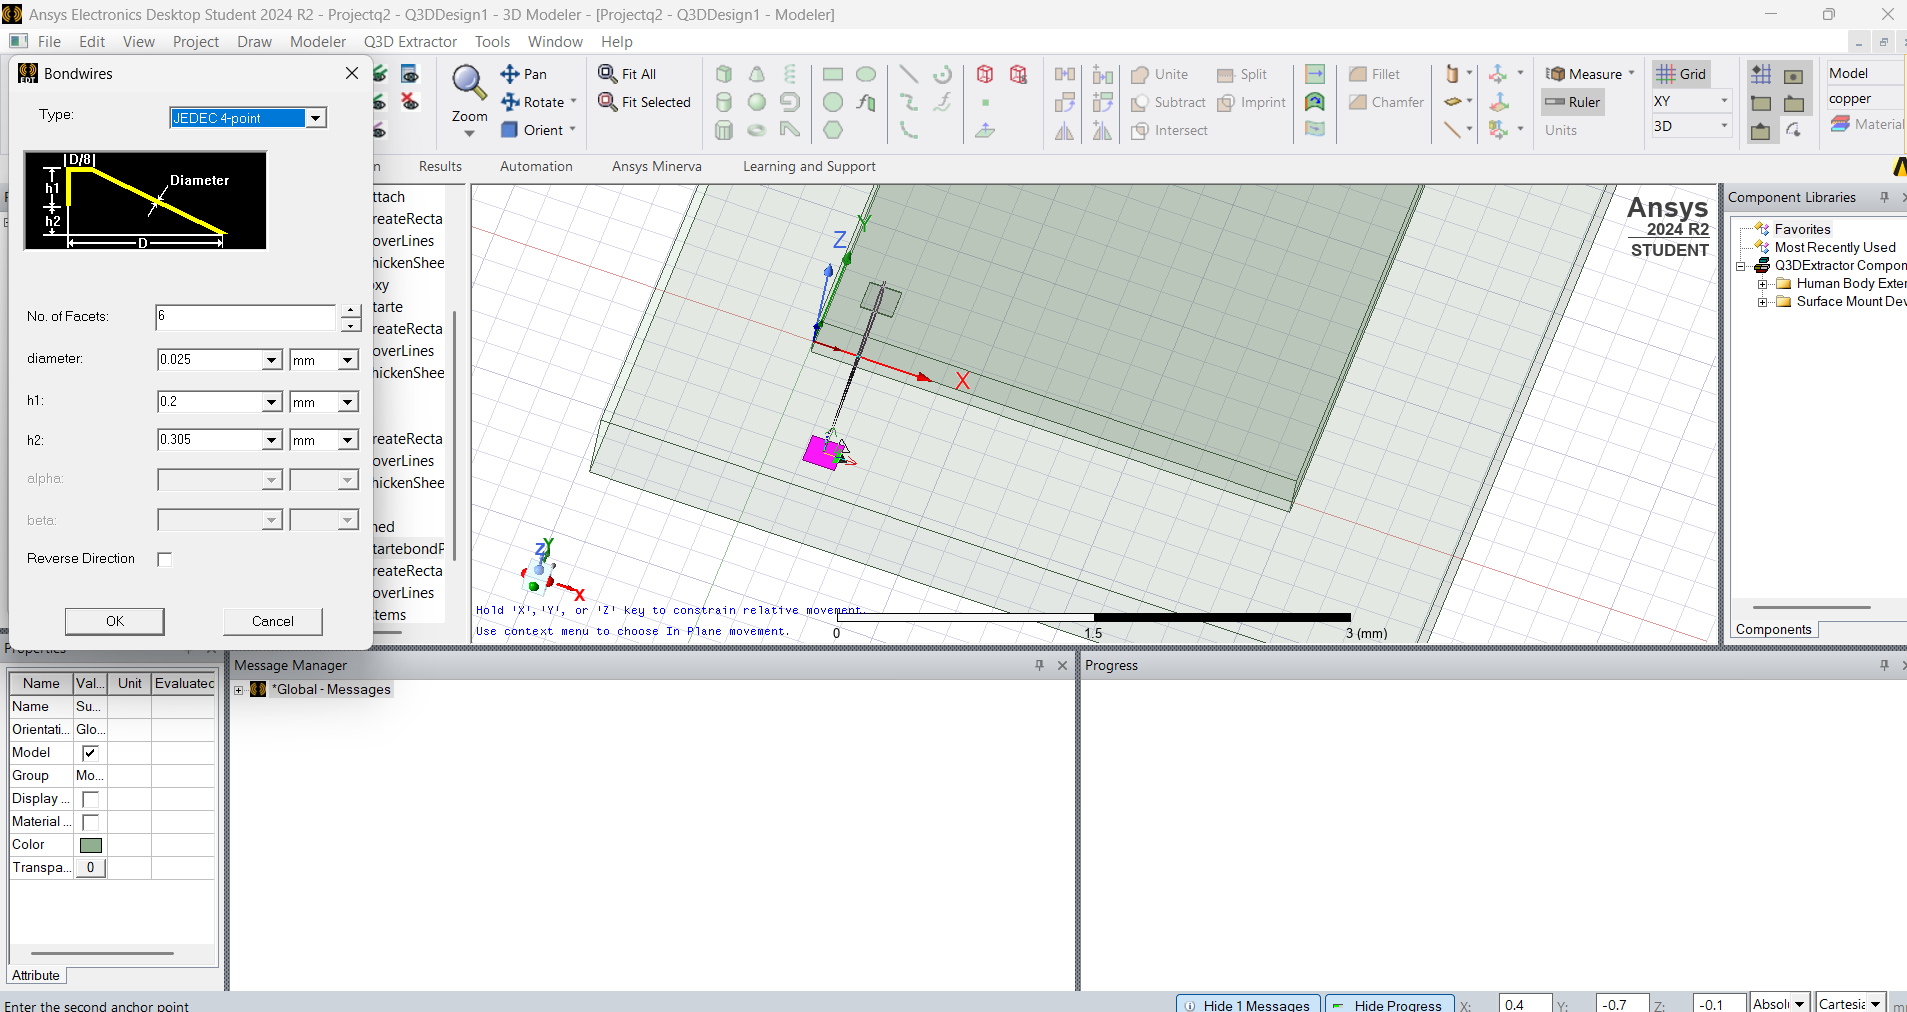 Ansys Electronics Desktop Student 2024 R2 - Projectq2 - Q3DDesign1 - 3D Modeler - [Projectq2 - Q3DDesign1 - Modeler]
File Edit View Project Draw Modeler Q3D Extractor Tools Window Help
Bondwires
Type: JEDEC 4-point
D/8
h1
h2
Diameter
D
No. of Facets: 6
diameter: 0.025 mm
h1: 0.2 mm
h2: 0.305 mm
alpha:
beta:
Reverse Direction
OK Cancel
Zoom
Pan
Rotate
Orient
Fit All
Fit Selected
Unite
Subtract
Intersect
Split
Imprint
Fillet
Chamfer
Measure
Ruler
Units
Grid
XY
3D
Model
copper
Material
Results Automation Ansys Minerva Learning and Support
ttach
reateRecta
overLines
hickenShee
oxy
tarte
reateRecta
overLines
hickenShee
reateRecta
overLines
hickenShee
ned
tartebondF
reateRecta
overLines
stems
Ansys
2024 R2
STUDENT
Z
Y
X
Z
Y
X
Hold 'X','Y', or 'Z' key to constrain relative movement.
Use context menu to choose In Plane movement.
0 1.5 3 (mm)
Component Libraries
Favorites
Most Recently Used
Q3DExtractor Compon
Human Body Exter
Surface Mount Dev
Components
Properties
Name Val... Unit Evaluated
Name Su...
Orientati... Glo...
Model
Group Mo...
Display ...
Material ...
Color
Transpa... 0
Attribute
Message Manager
*Global - Messages
Progress
Enter the second anchor point
Hide 1 Messages
Hide Progress
X: 0.4 Y: -0.7 Z: -0.1 Absolu Cartesia